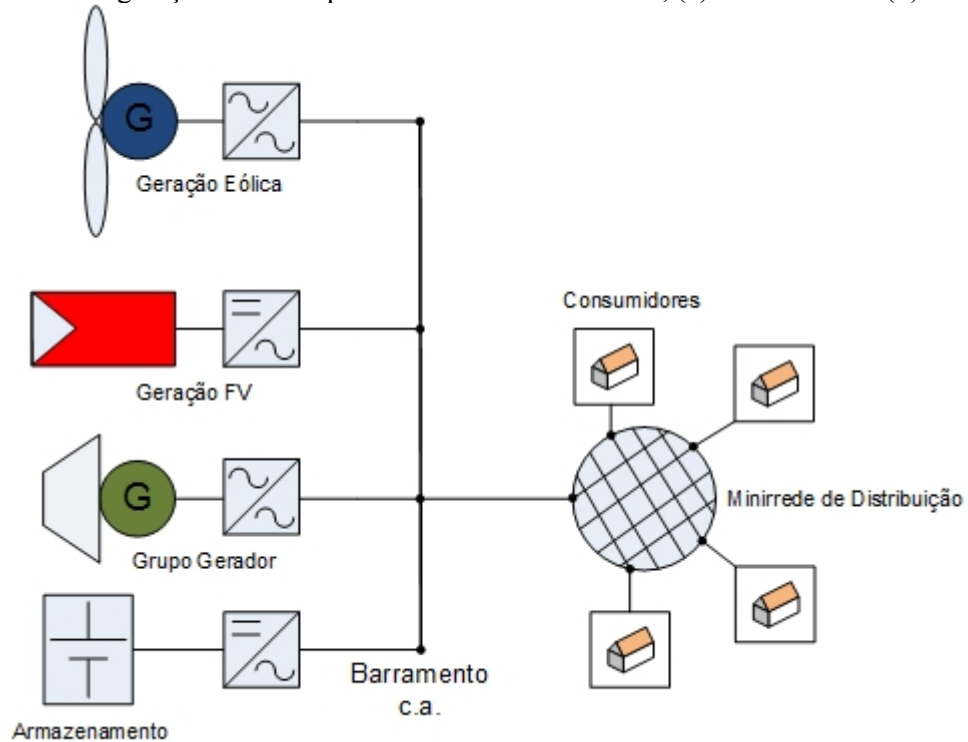 G
Geração Eólica
Consumidores
Geração FV
G
Minirrede de Distribuição
Grupo Gerador
Barramento
c.a.
Armazenamento